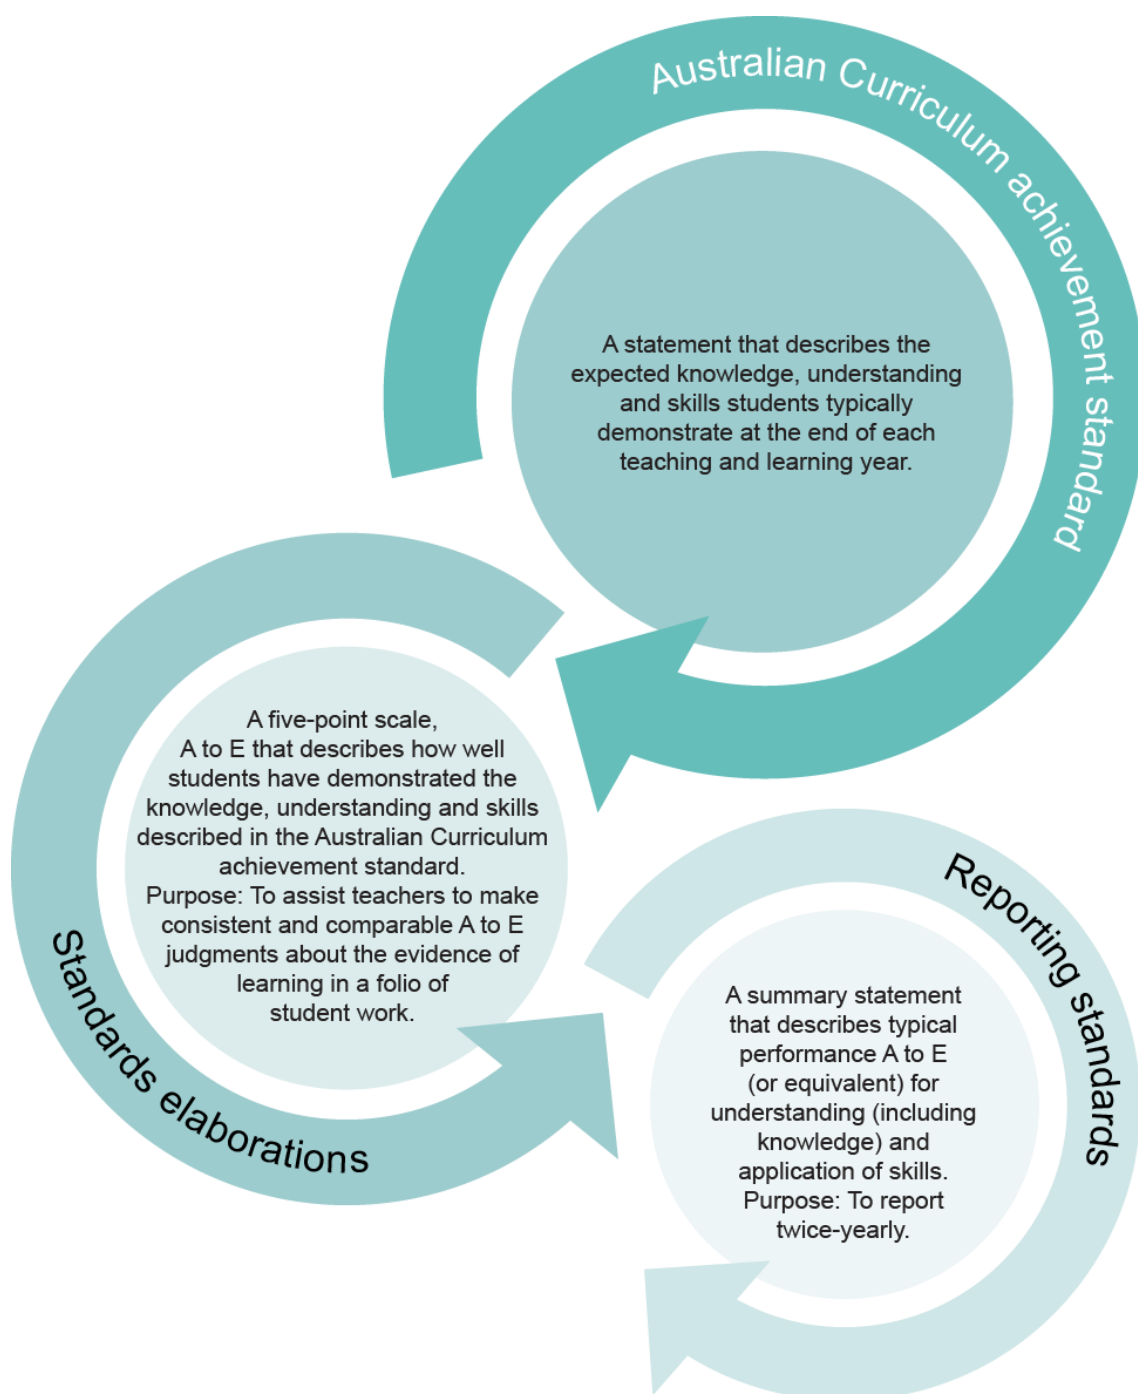 Australian Curriculum achievement standard
A statement that describes the
expected knowledge, understanding
and skills students typically
demonstrate at the end of each
teaching and learning year.
Standards elaborations
A five-point scale,
A to E that describes how well
students have demonstrated the
knowledge, understanding and skills
described in the Australian Curriculum
achievement standard.
Purpose: To assist teachers to make
consistent and comparable A to E
judgments about the evidence of
learning in a folio of
student work.
Reporting standards
A summary statement
that describes typical
performance A to E
(or equivalent) for
understanding (including
knowledge) and
application of skills.
Purpose: To report
twice-yearly.